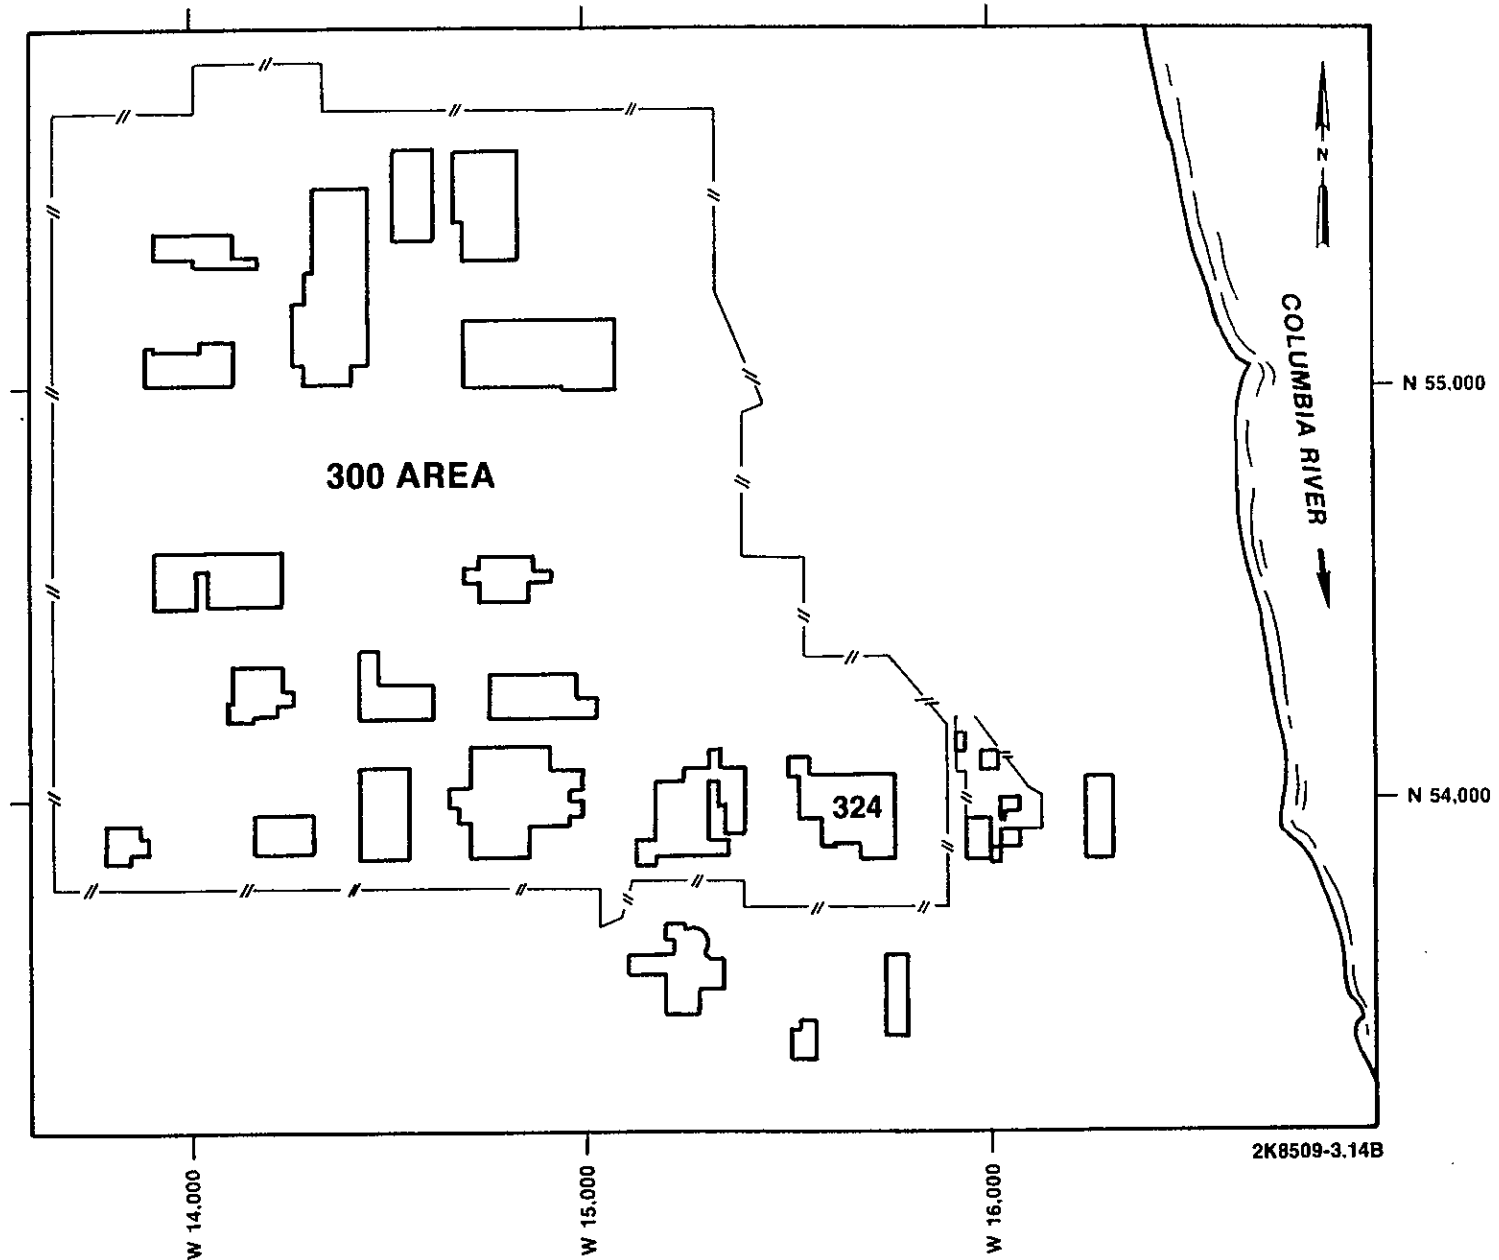 N
COLUMBIA RIVER
N 55,000
300 AREA
324
N 54,000
2K8509-3.14B
W 14,000
W 15,000
W 16,000